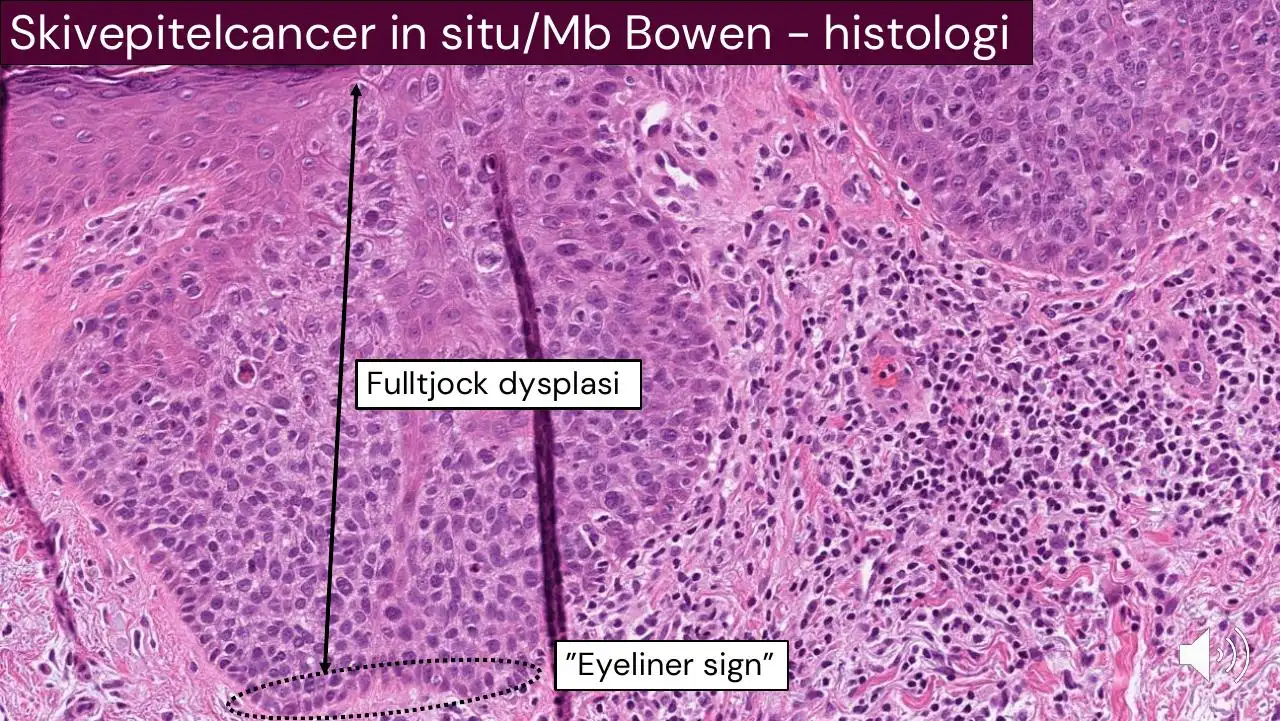 Skivepitelcancer in situ/Mb Bowen - histologi
Fulltjock dysplasi
”Eyeliner sign”